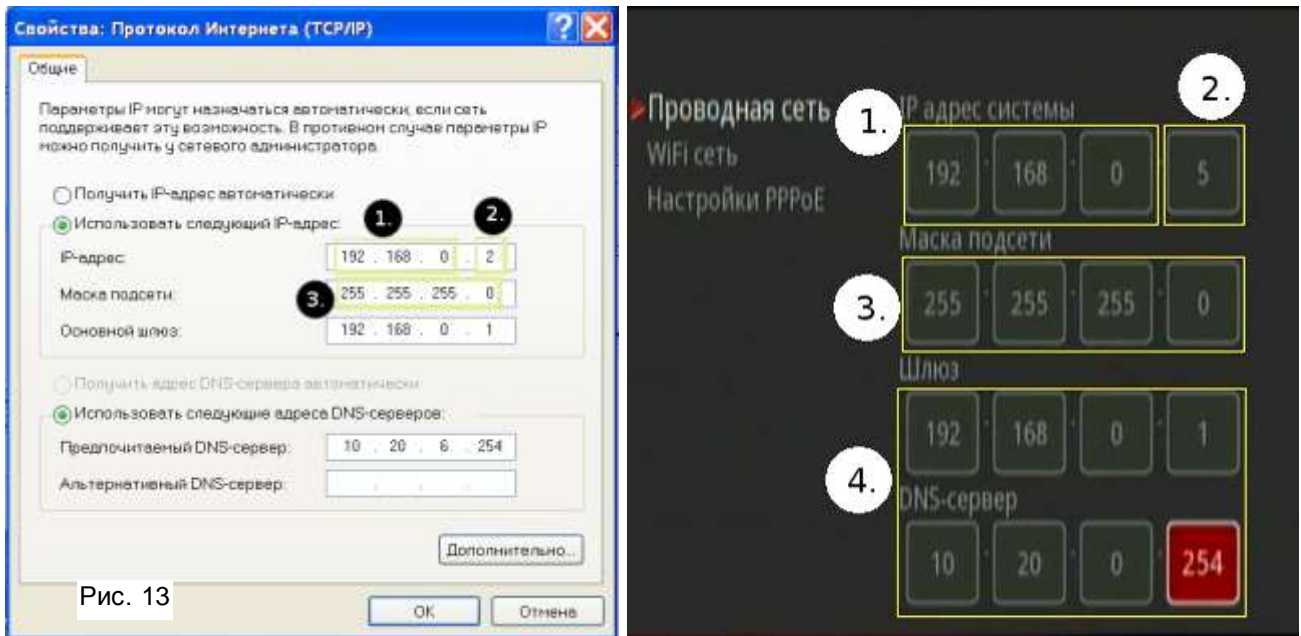 Свойства: Протокол Интернета (TCP/IP)
Общие
Параметры IP могут назначаться автоматически, если сеть
поддерживает эту возможность. В противном случае параметры IP
можно получить у сетевого администратора.
Получить IP-адрес автоматически
Использовать следующий IP-адрес:
1.
2.
IP-адрес:
192 . 168 . 0 . 2
Маска подсети:
3.
255 . 255 . 255 . 0
Основной шлюз:
192 . 168 . 0 . 1
Получить адрес DNS-сервера автоматически
Использовать следующие адреса DNS-серверов:
Предпочитаемый DNS-сервер:
10 . 20 . 6 . 254
Альтернативный DNS-сервер:
Дополнительно...
Рис. 13
OK
Отмена
Проводная сеть
WiFi сеть
Настройки PPPoE
1.
IP адрес системы
2.
192 168 0 5
Маска подсети
3.
255 255 255 0
Шлюз
192 168 0 1
4.
DNS-сервер
10 20 0 254